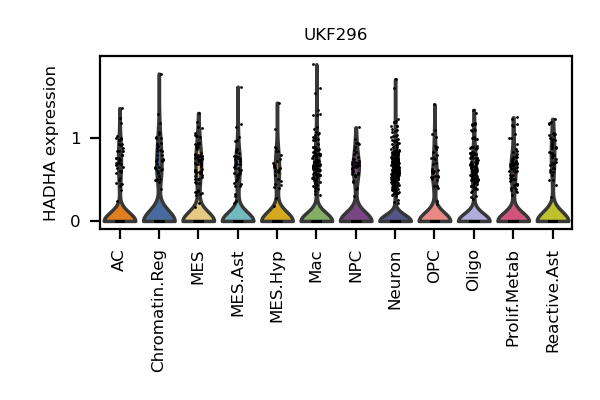 UKF296
HADHA expression
1
0
AC
Chromatin.Reg
MES
MES.Ast
MES.Hyp
Mac
NPC
Neuron
OPC
Oligo
Prolif.Metab
Reactive.Ast